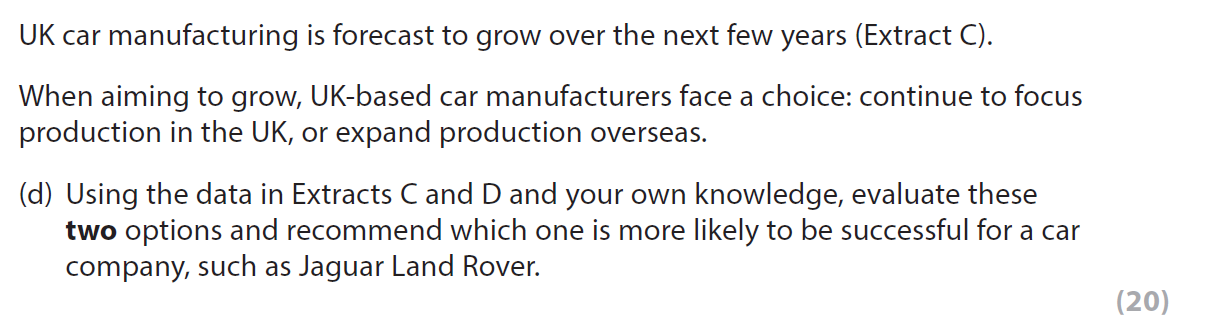 UK car manufacturing is forecast to grow over the next few years (Extract C).
When aiming to grow, UK-based car manufacturers face a choice: continue to focus
production in the UK, or expand production overseas.
(d) Using the data in Extracts C and D and your own knowledge, evaluate these
two options and recommend which one is more likely to be successful for a car
company, such as Jaguar Land Rover.
(20)